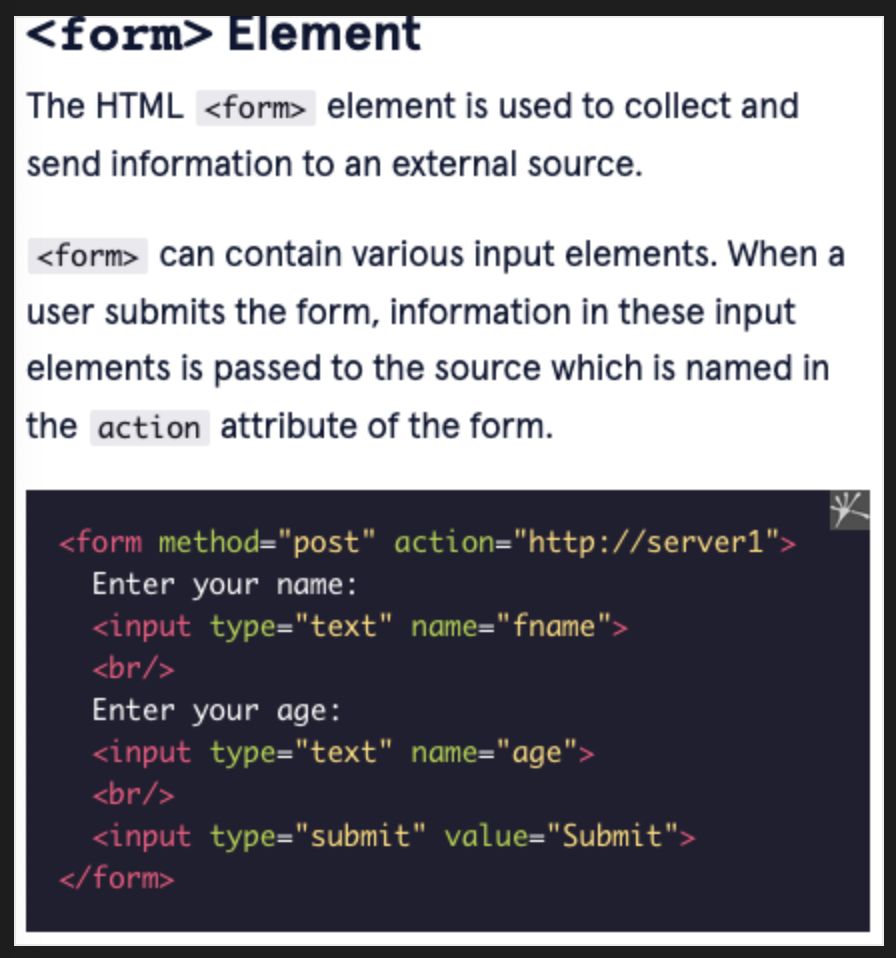 <form> Element
The HTML <form> element is used to collect and
send information to an external source.
<form> can contain various input elements. When a
user submits the form, information in these input
elements is passed to the source which is named in
the action attribute of the form.
<form method="post" action="http://server1">
  Enter your name:
  <input type="text" name="fname">
  <br/>
  Enter your age:
  <input type="text" name="age">
  <br/>
  <input type="submit" value="Submit">
</form>